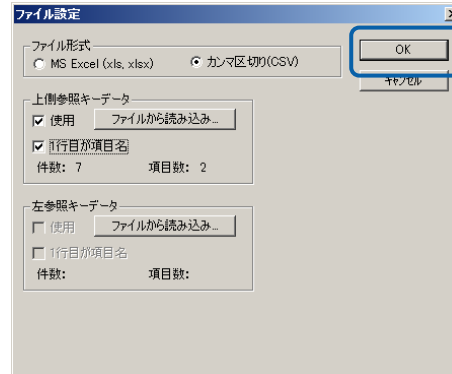 ファイル設定
ファイル形式
MS Excel (xls, xlsx)
カンマ区切り(CSV)
OK
キャンセル
上側参照キーデータ
使用
ファイルから読み込み...
1行目が項目名
件数: 7
項目数: 2
左参照キーデータ
使用
ファイルから読み込み...
1行目が項目名
件数:
項目数: